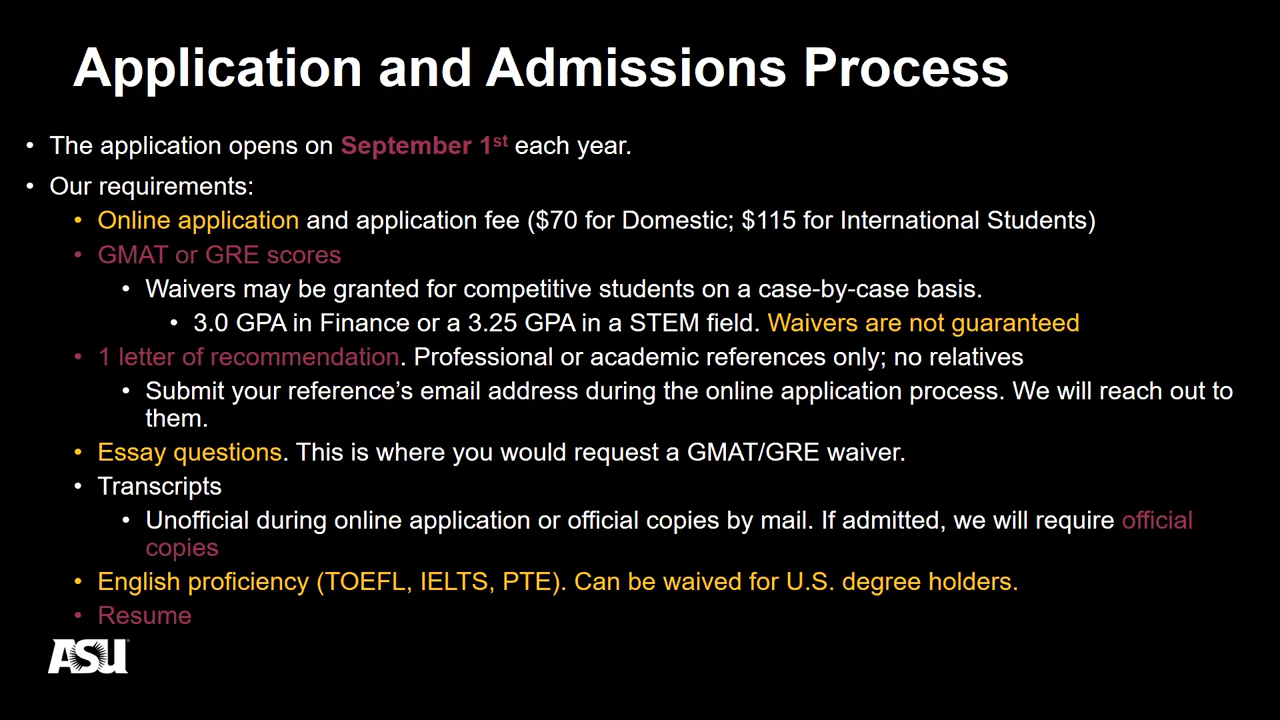 Application and Admissions Process
• The application opens on September 1st each year.
• Our requirements:
• Online application and application fee ($70 for Domestic; $115 for International Students)
• GMAT or GRE scores
• Waivers may be granted for competitive students on a case-by-case basis.
• 3.0 GPA in Finance or a 3.25 GPA in a STEM field. Waivers are not guaranteed
• 1 letter of recommendation. Professional or academic references only; no relatives
• Submit your reference’s email address during the online application process. We will reach out to
them.
• Essay questions. This is where you would request a GMAT/GRE waiver.
• Transcripts
• Unofficial during online application or official copies by mail. If admitted, we will require official
copies
• English proficiency (TOEFL, IELTS, PTE). Can be waived for U.S. degree holders.
• Resume
ASU